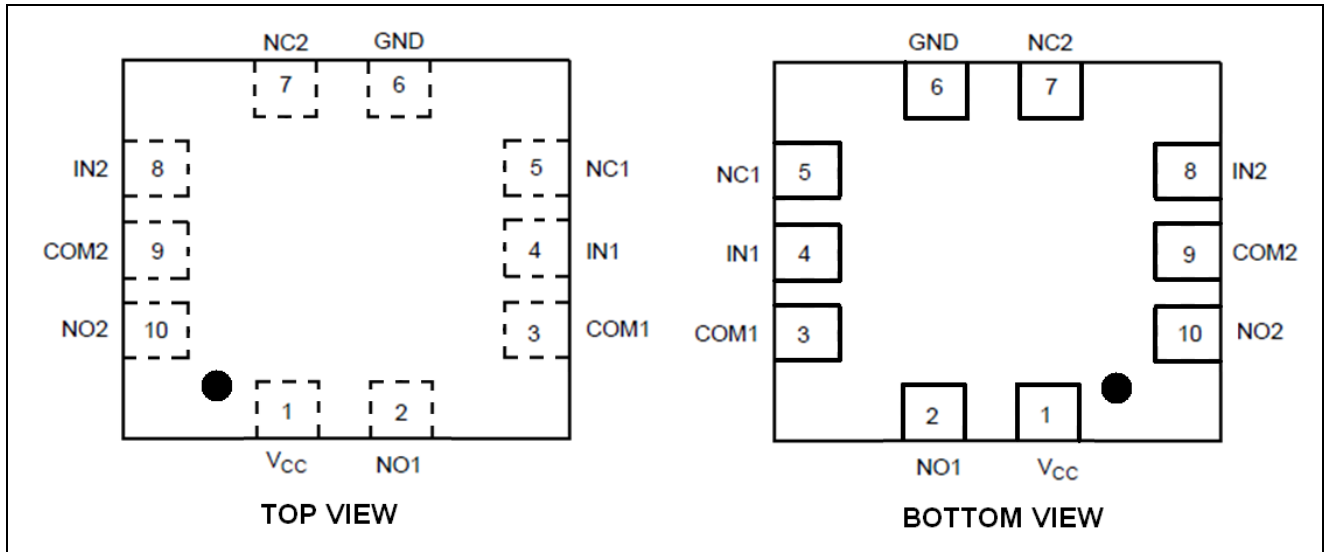 NC2 GND
7 6
IN2 8 5 NC1
COM2 9 4 IN1
NO2 10 3 COM1
1 2
VCC NO1
TOP VIEW
GND NC2
6 7
NC1 5 8 IN2
IN1 4 9 COM2
COM1 3 10 NO2
2 1
NO1 VCC
BOTTOM VIEW